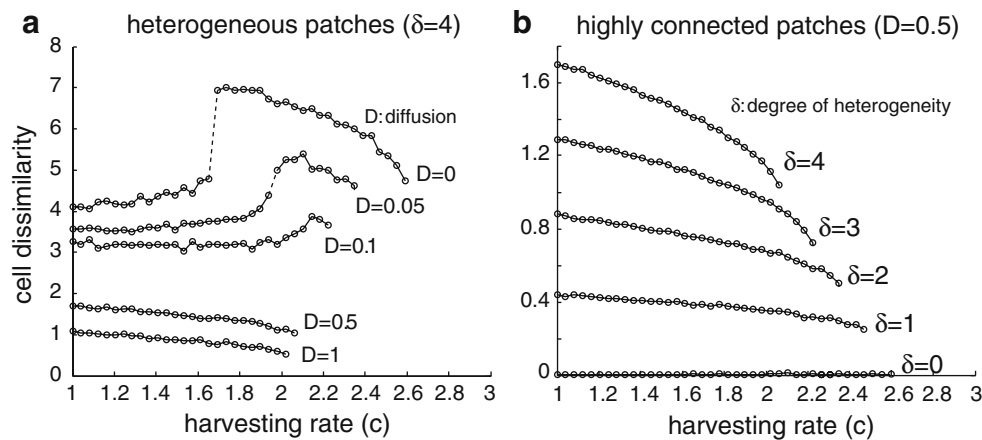 a heterogeneous patches (δ=4)
8
7
6
5
4
3
2
1
0
cell dissimilarity
D:diffusion
D=0
D=0.05
D=0.1
D=0.5
D=1
1 1.2 1.4 1.6 1.8 2 2.2 2.4 2.6 2.8 3
harvesting rate (c)
b highly connected patches (D=0.5)
1.6
1.2
0.8
0.4
0
δ:degree of heterogeneity
δ=4
δ=3
δ=2
δ=1
δ=0
1 1.2 1.4 1.6 1.8 2 2.2 2.4 2.6 2.8 3
harvesting rate (c)